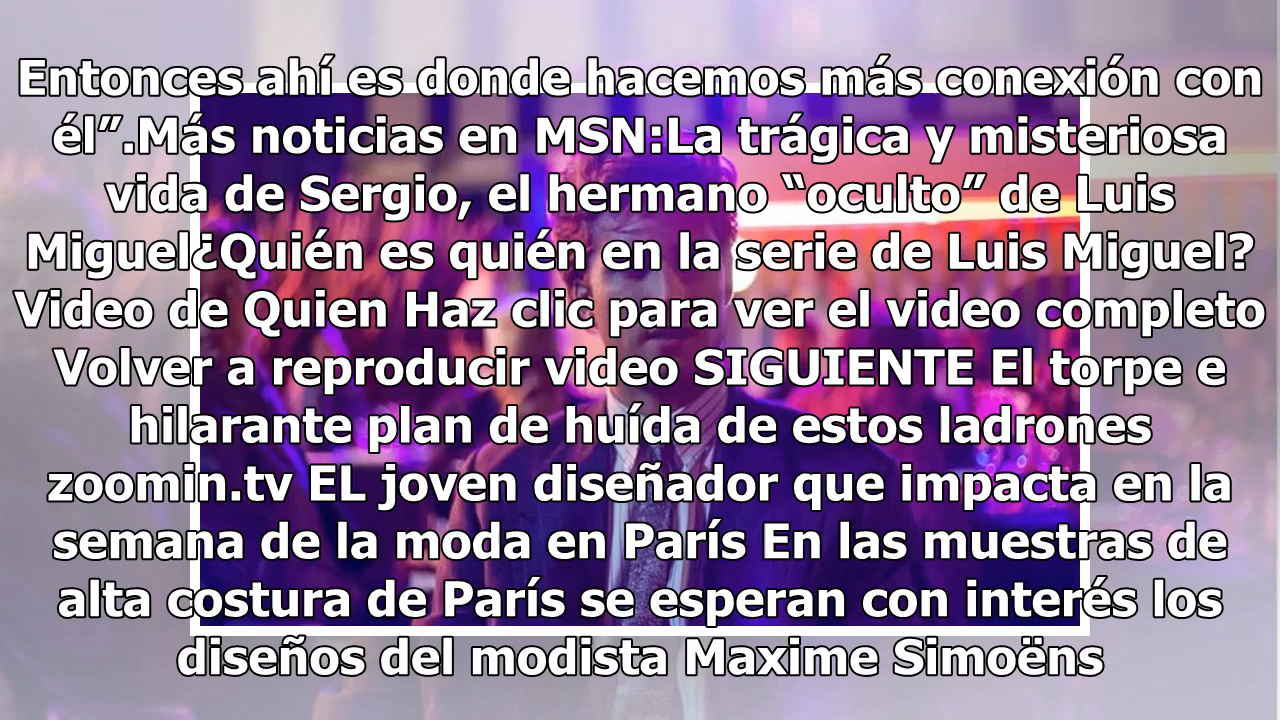 Entonces ahí es donde hacemos más conexión con
él”.Más noticias en MSN:La trágica y misteriosa
vida de Sergio, el hermano “oculto” de Luis
Miguel¿Quién es quién en la serie de Luis Miguel?
Video de Quien Haz clic para ver el video completo
Volver a reproducir video SIGUIENTE El torpe e
hilarante plan de huída de estos ladrones
zoomin.tv EL joven diseñador que impacta en la
semana de la moda en París En las muestras de
alta costura de París se esperan con interés los
diseños del modista Maxime Simoëns